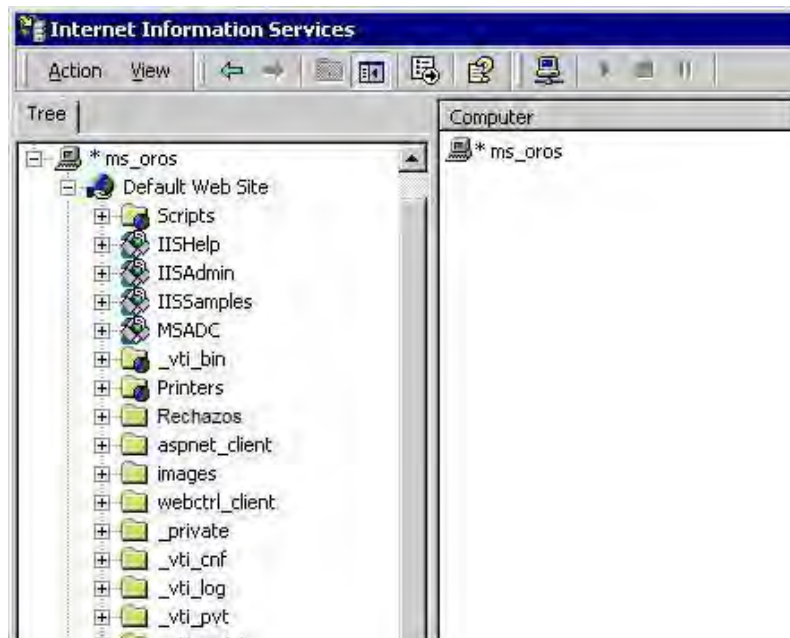 Internet Information Services
Action View
Tree
Computer
* ms_oros
* ms_oros
Default Web Site
Scripts
IISHelp
IISAdmin
IISSamples
MSADC
_vti_bin
Printers
Rechazos
aspnet_client
images
webctrl_client
_private
_vti_cnf
_vti_log
_vti_pvt